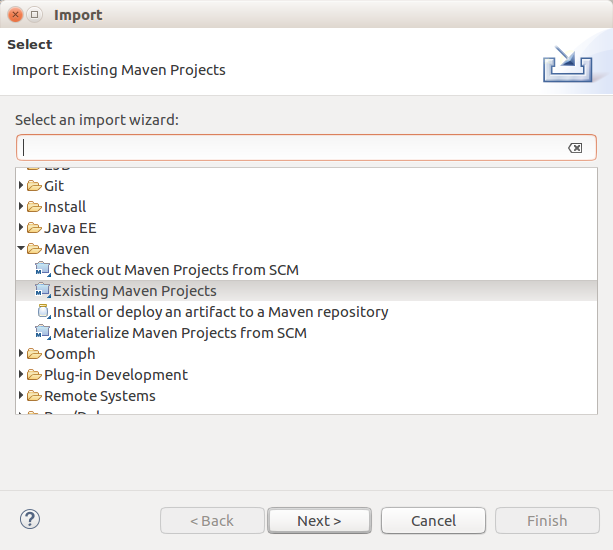 Import
Select
Import Existing Maven Projects
Select an import wizard:
Git
Install
Java EE
Maven
Check out Maven Projects from SCM
Existing Maven Projects
Install or deploy an artifact to a Maven repository
Materialize Maven Projects from SCM
Oomph
Plug-in Development
Remote Systems
?
< Back
Next >
Cancel
Finish